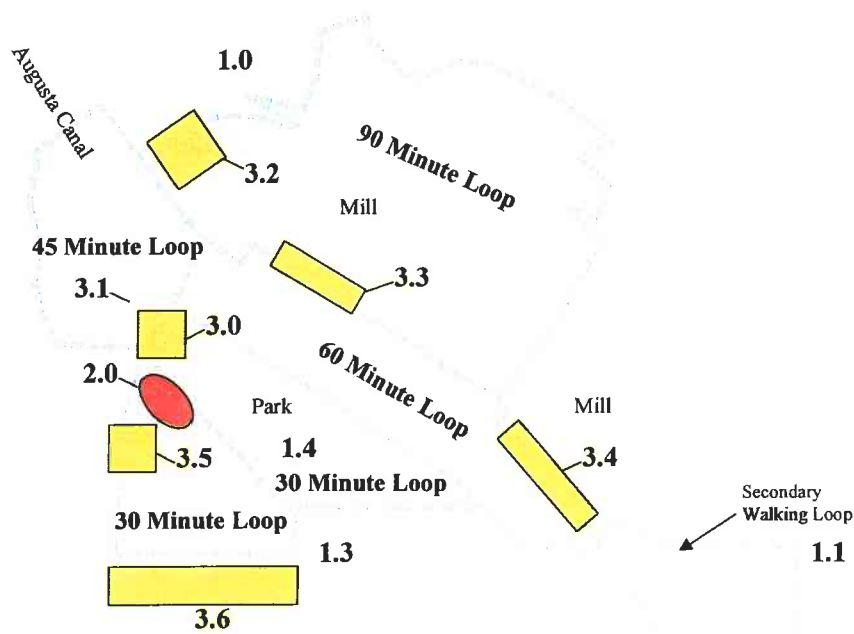 1.0
Augusta Canal
90 Minute Loop
3.2
Mill
45 Minute Loop
3.3
3.1
3.0
60 Minute Loop
2.0
Park
Mill
1.4
3.5
3.4
30 Minute Loop
Secondary
Walking Loop
30 Minute Loop
1.3
1.1
3.6